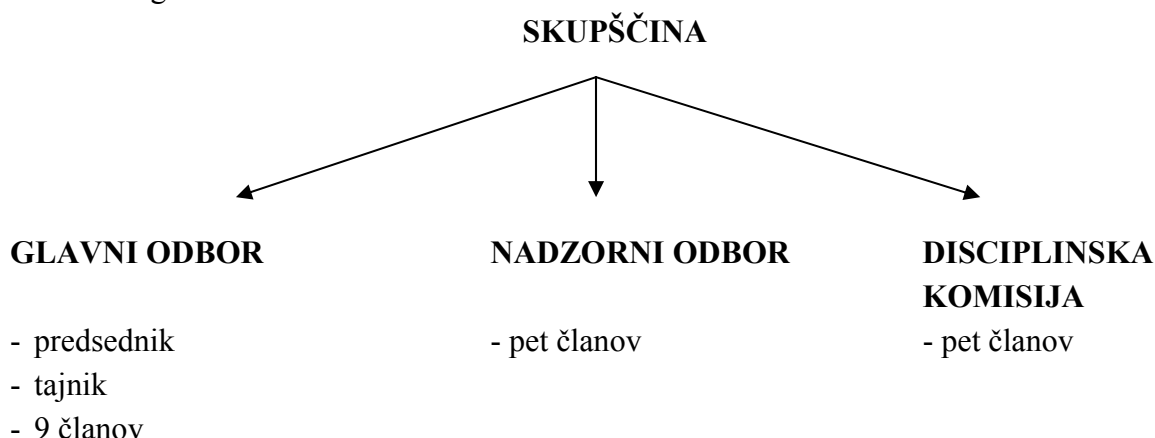 SKUPŠČINA
GLAVNI ODBOR
NADZORNI ODBOR
DISCIPLINSKA
KOMISIJA
- predsednik
- pet članov
- pet članov
- tajnik
- 9 članov